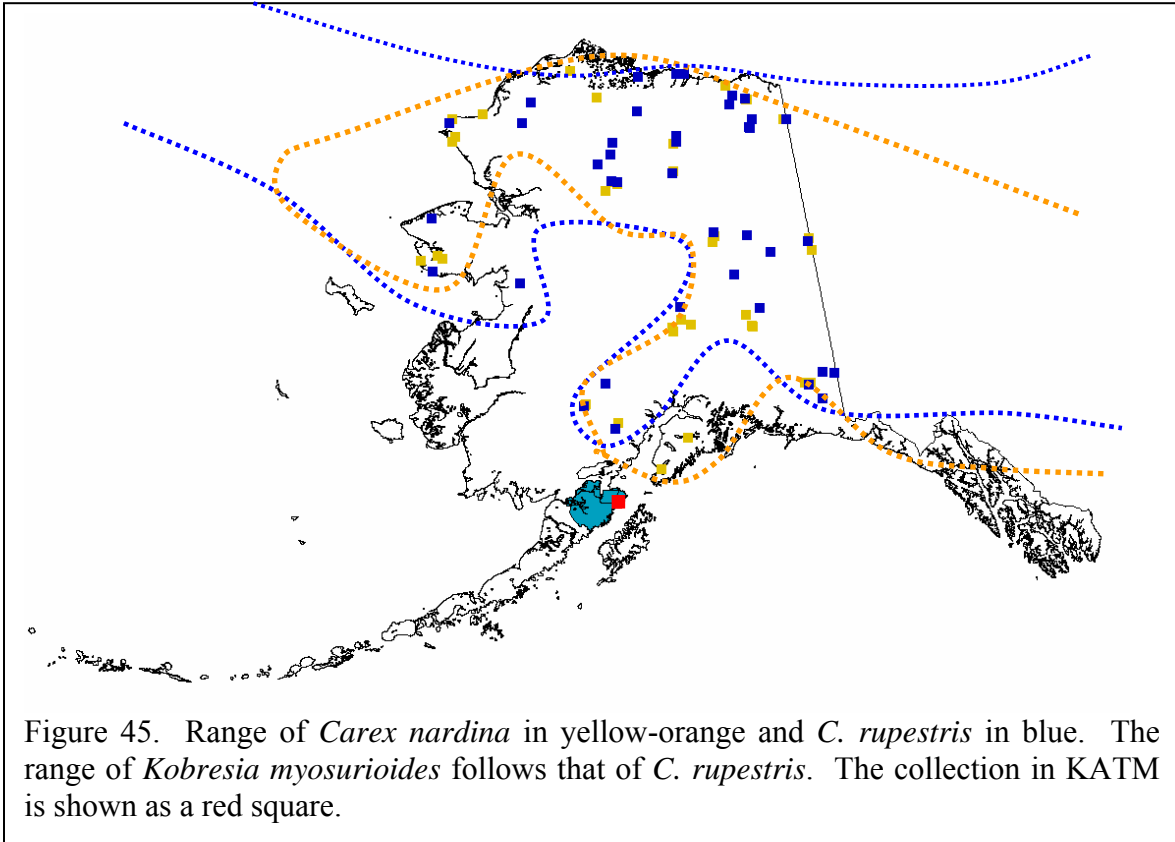 Figure 45. Range of Carex nardina in yellow-orange and C. rupestris in blue. The
range of Kobresia myosurioides follows that of C. rupestris. The collection in KATM
is shown as a red square.